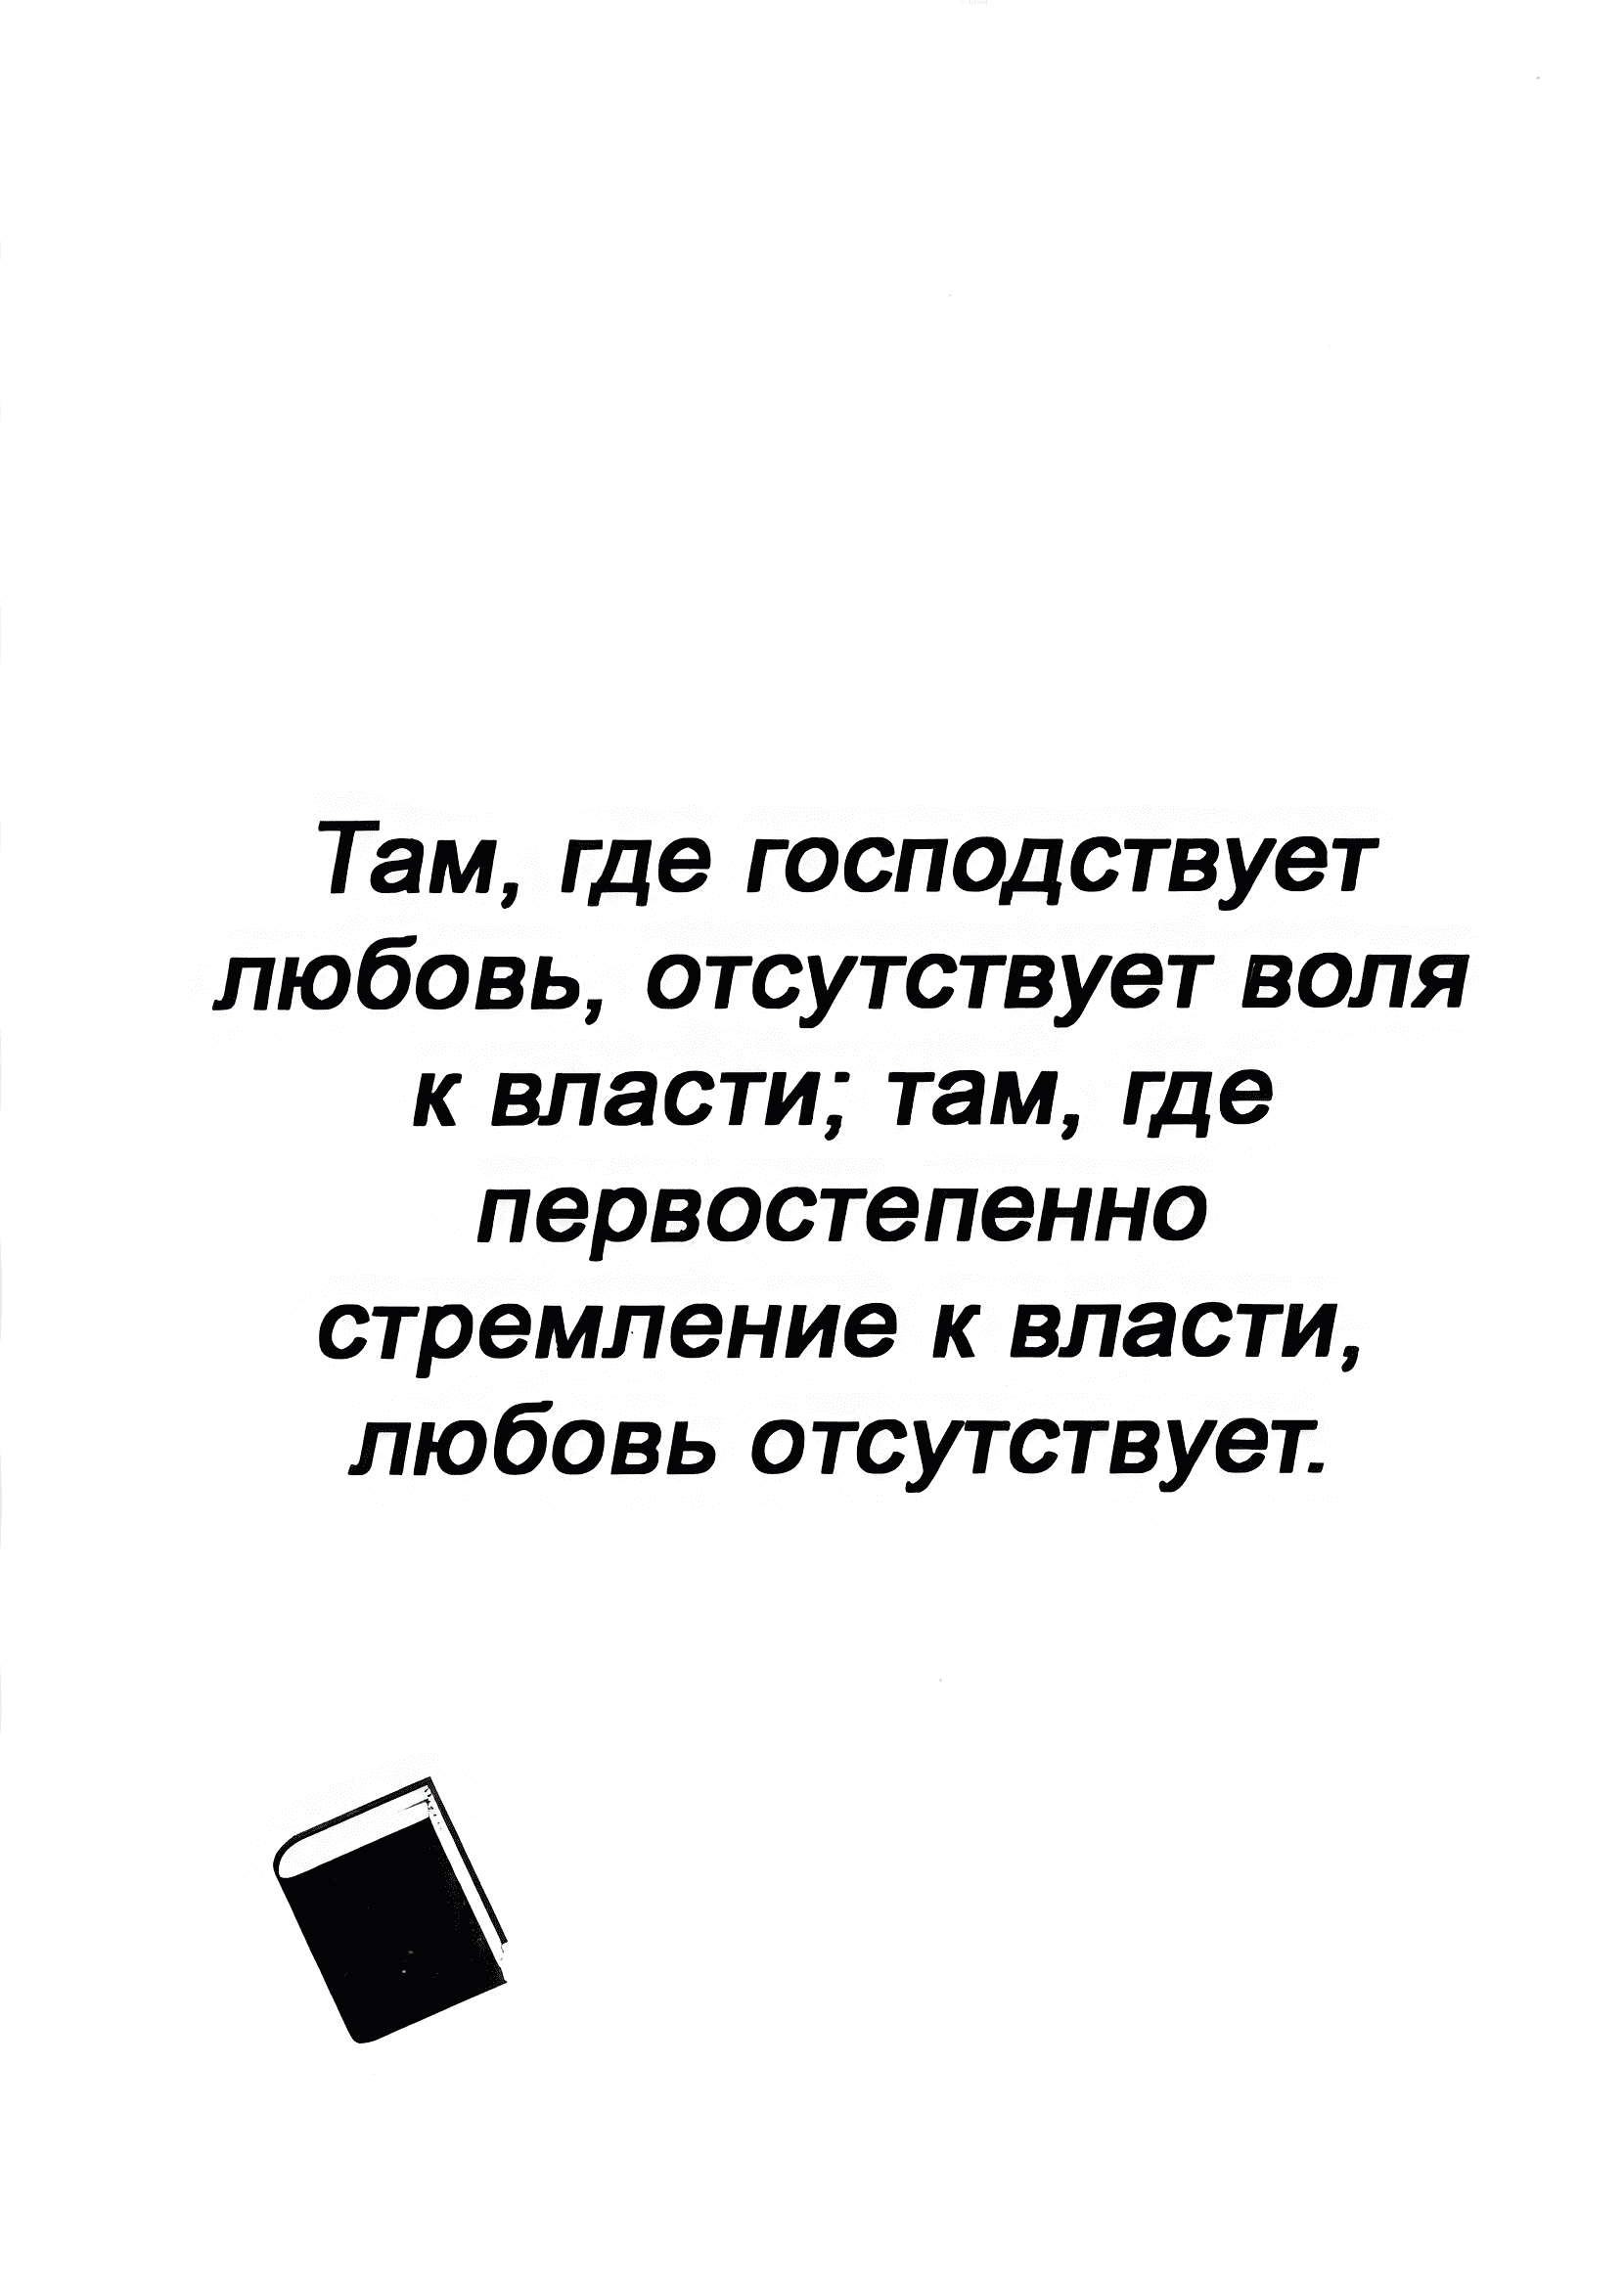 Там, где господствует
любовь, отсутствует воля
к власти; там, где
первостепенно
стремление к власти,
любовь отсутствует.